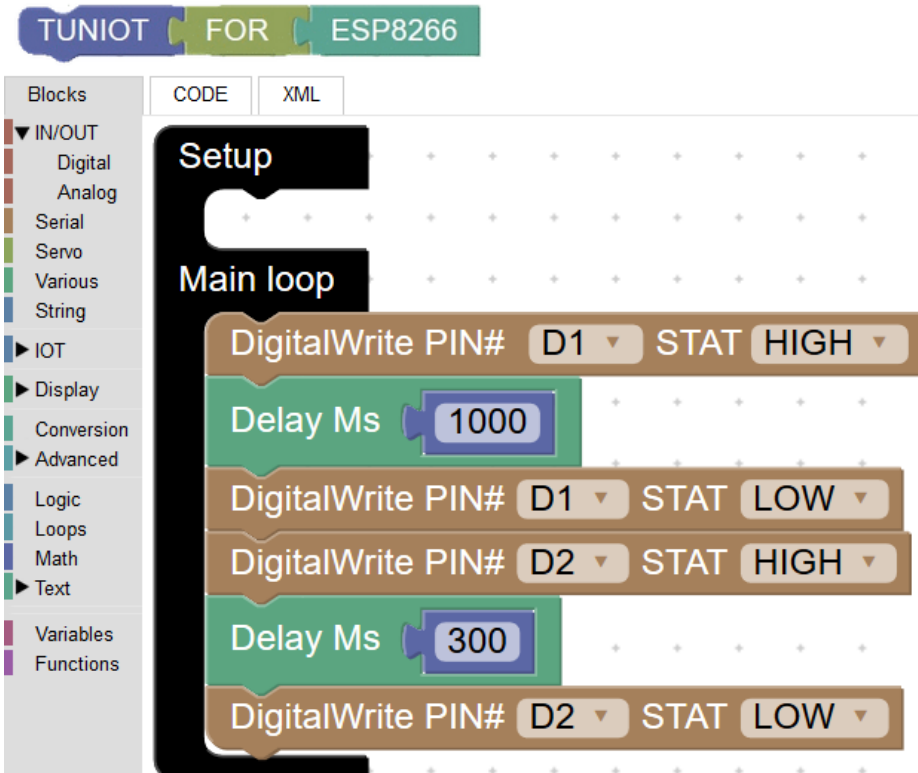 TUNIOT FOR ESP8266
Blocks CODE XML
IN/OUT
Digital
Analog
Serial
Servo
Various
String
IOT
Display
Conversion
Advanced
Logic
Loops
Math
Text
Variables
Functions
Setup
Main loop
DigitalWrite PIN# D1 STAT HIGH
Delay Ms 1000
DigitalWrite PIN# D1 STAT LOW
DigitalWrite PIN# D2 STAT HIGH
Delay Ms 300
DigitalWrite PIN# D2 STAT LOW